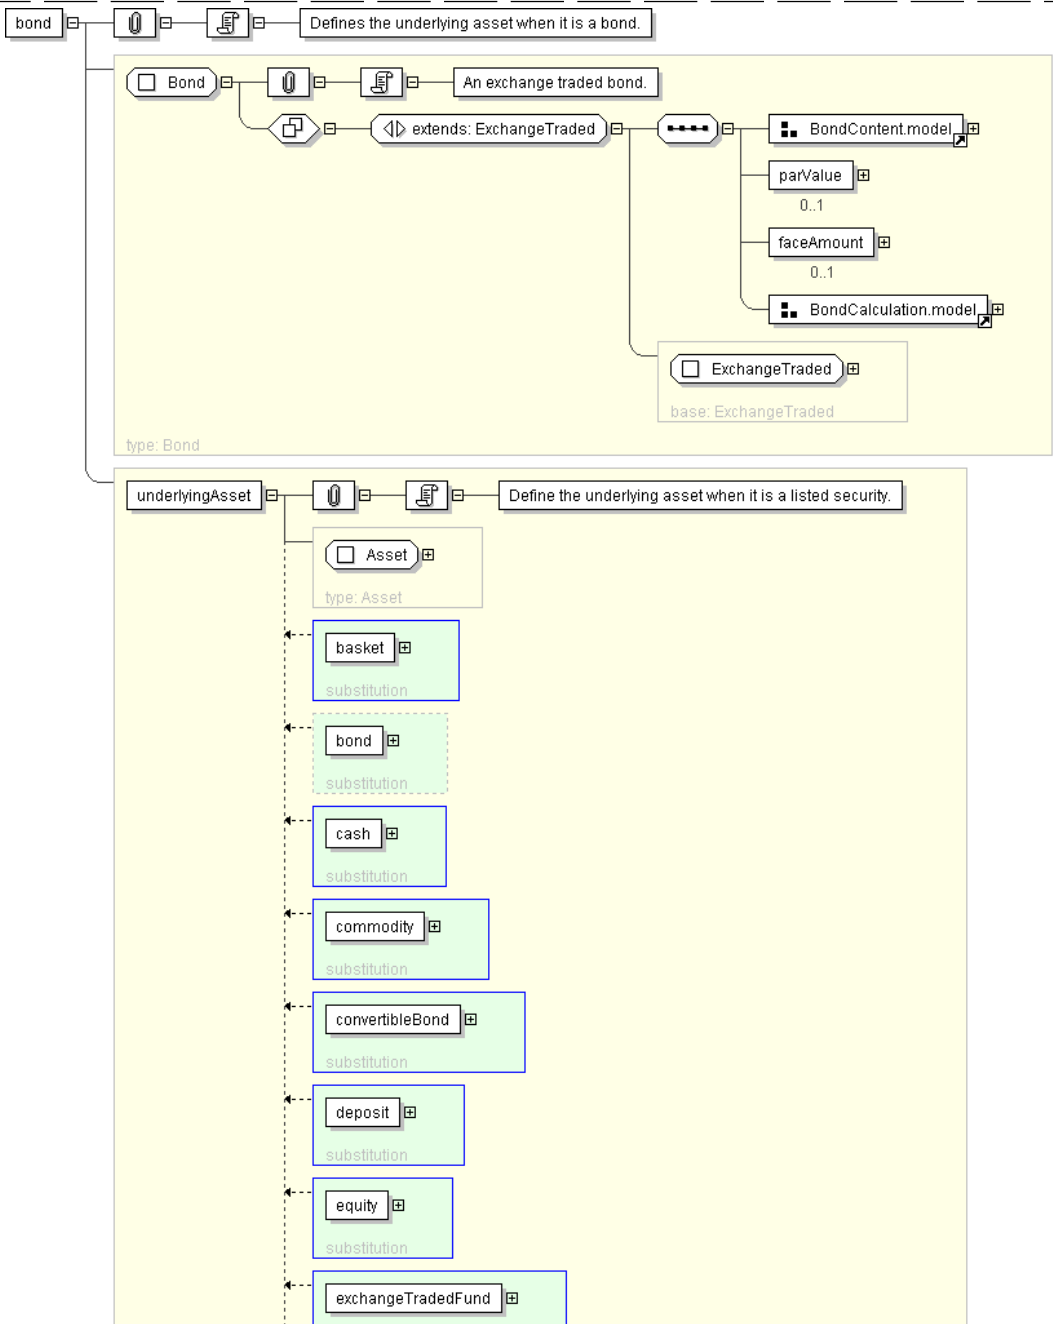 bond
Defines the underlying asset when it is a bond.
Bond
An exchange traded bond.
extends: ExchangeTraded
BondContent.model
parValue
0..1
faceAmount
0..1
BondCalculation.model
ExchangeTraded
base: ExchangeTraded
type: Bond
underlyingAsset
Define the underlying asset when it is a listed security.
Asset
type: Asset
basket
substitution
bond
substitution
cash
substitution
commodity
substitution
convertibleBond
substitution
deposit
substitution
equity
substitution
exchangeTradedFund